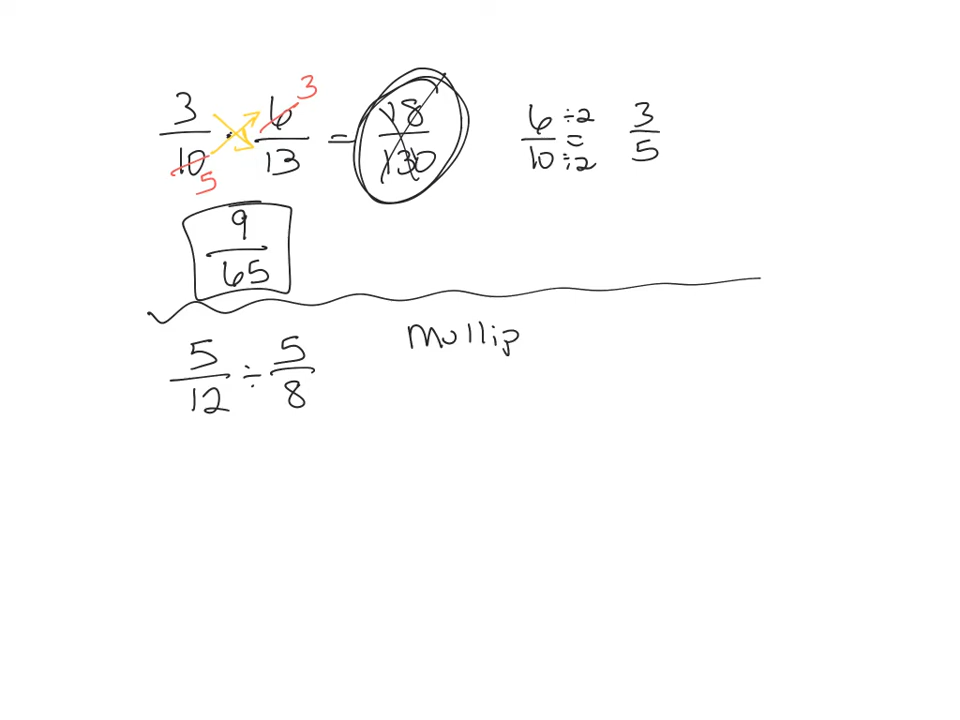 3/10 · 6/13 = 18/130
3
5
6/10 ÷2/÷2 = 3/5
9/65
5/12 ÷ 5/8
Mullip